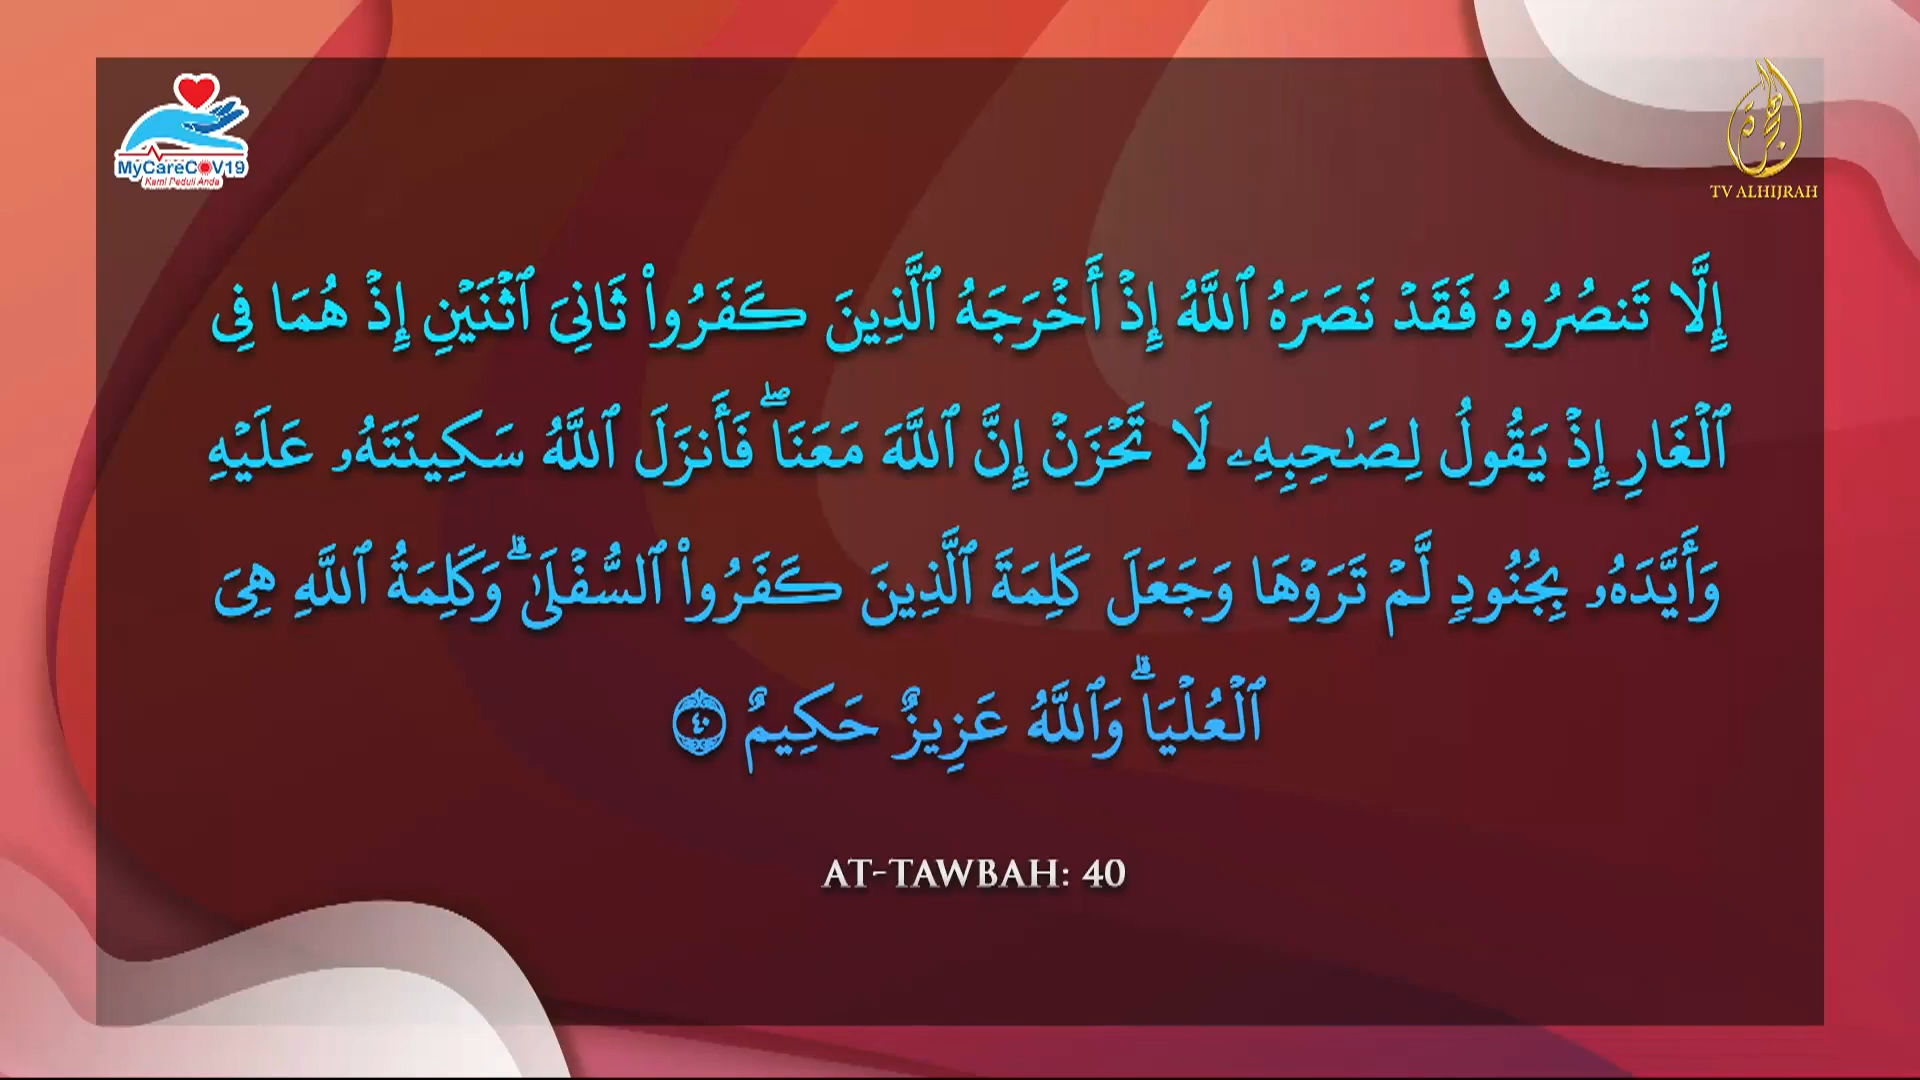 MyCareCOV19
Kami Peduli Anda
TV ALHIJRAH
إِلَّا تَنصُرُوهُ فَقَدْ نَصَرَهُ ٱللَّهُ إِذْ أَخْرَجَهُ ٱلَّذِينَ كَفَرُوا۟ ثَانِىَ ٱثْنَيْنِ إِذْ هُمَا فِى
ٱلْغَارِ إِذْ يَقُولُ لِصَـٰحِبِهِۦ لَا تَحْزَنْ إِنَّ ٱللَّهَ مَعَنَا ۖ فَأَنزَلَ ٱللَّهُ سَكِينَتَهُۥ عَلَيْهِ
وَأَيَّدَهُۥ بِجُنُودٍ لَّمْ تَرَوْهَا وَجَعَلَ كَلِمَةَ ٱلَّذِينَ كَفَرُوا۟ ٱلسُّفْلَىٰ ۗ وَكَلِمَةُ ٱللَّهِ هِىَ
ٱلْعُلْيَا ۗ وَٱللَّهُ عَزِيزٌ حَكِيمٌ ٤٠
AT-TAWBAH: 40